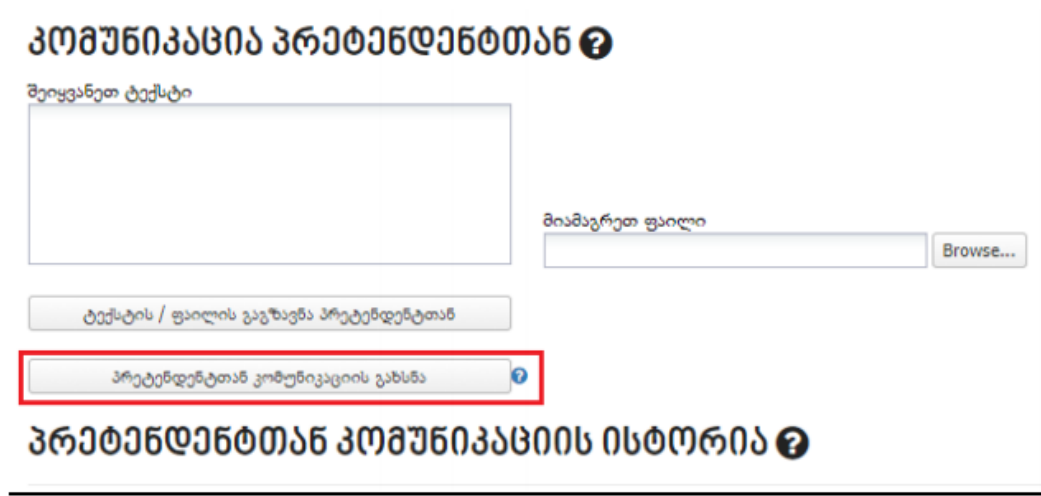 კომუნიკაცია პრეტენდენტთან ?
შეიყვანეთ ტექსტი
მიამაგრეთ ფაილი
Browse...
ტექსტის / ფაილის გაგზავნა პრეტენდენტთან
პრეტენდენტთან კომუნიკაციის გახსნა ?
პრეტენდენტთან კომუნიკაციის ისტორია ?